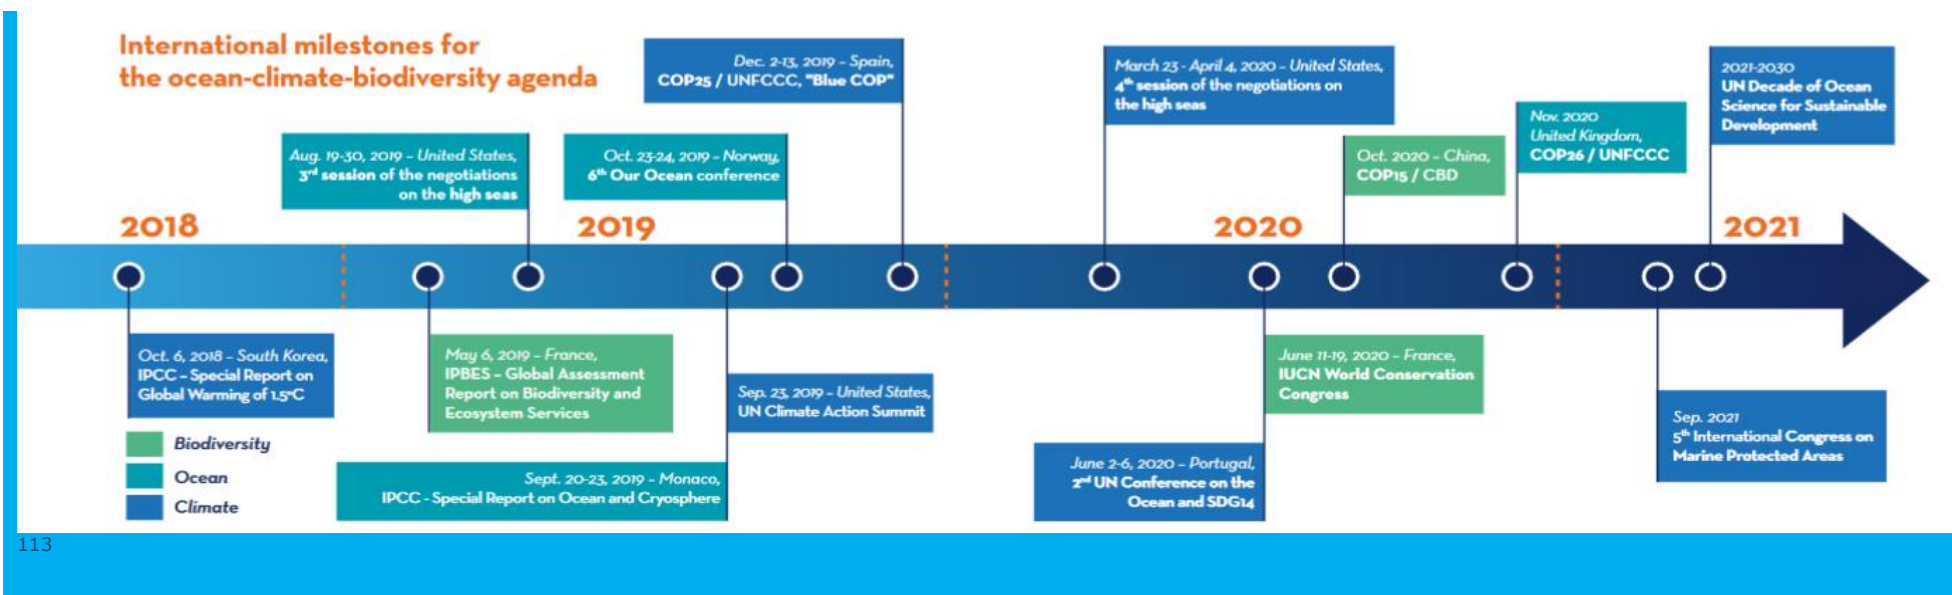 International milestones for
the ocean-climate-biodiversity agenda
Dec. 2-13, 2019 – Spain,
COP25 / UNFCCC, "Blue COP"
March 23 - April 4, 2020 – United States,
4th session of the negotiations on
the high seas
2021-2030
UN Decade of Ocean
Science for Sustainable
Development
Aug. 19-30, 2019 – United States,
3rd session of the negotiations
on the high seas
Oct. 23-24, 2019 – Norway,
6th Our Ocean conference
Oct. 2020 – China,
COP15 / CBD
Nov. 2020
United Kingdom,
COP26 / UNFCCC
2018
2019
2020
2021
Oct. 6, 2018 – South Korea,
IPCC – Special Report on
Global Warming of 1.5°C
May 6, 2019 – France,
IPBES – Global Assessment
Report on Biodiversity and
Ecosystem Services
Sep. 23, 2019 – United States,
UN Climate Action Summit
June 11-19, 2020 – France,
IUCN World Conservation
Congress
Sep. 2021
5th International Congress on
Marine Protected Areas
Sept. 20-23, 2019 – Monaco,
IPCC - Special Report on Ocean and Cryosphere
June 2-6, 2020 – Portugal,
2nd UN Conference on the
Ocean and SDG14
Biodiversity
Ocean
Climate
113